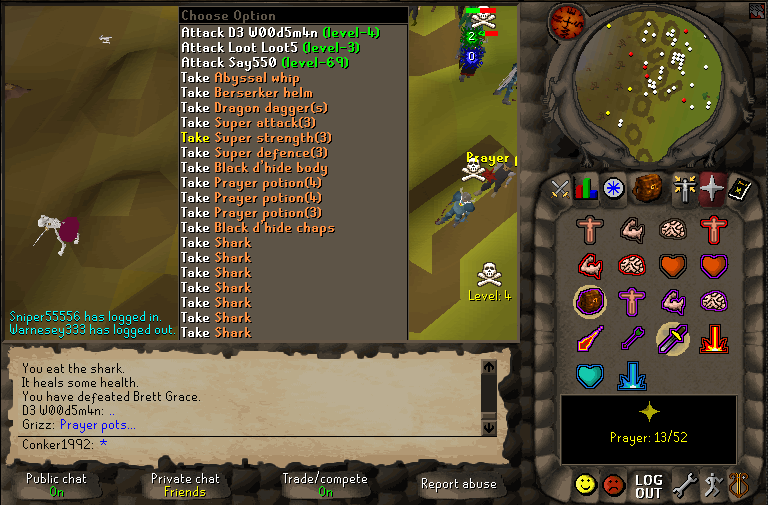 Choose Option
Attack D3 W00d5m4n (level-4)
Attack Loot Loot5 (level-3)
Attack Say550 (level-69)
Take Abyssal whip
Take Berserker helm
Take Dragon dagger(s)
Take Super attack(3)
Take Super strength(3)
Take Super defence(3)
Take Black d'hide body
Take Prayer potion(4)
Take Prayer potion(4)
Take Prayer potion(3)
Take Black d'hide chaps
Take Shark
Take Shark
Take Shark
Take Shark
Take Shark
Take Shark
Take Shark
2
0
Prayer p
Level: 4
Sniper55556 has logged in.
Warnesey333 has logged out.
You eat the shark.
It heals some health.
You have defeated Brett Grace.
D3 W00d5m4n: ..
Grizz: Prayer pots...
Conker1992: *
Prayer: 13/52
Public chat
On
Private chat
Friends
Trade/compete
On
Report abuse
LOG
OUT